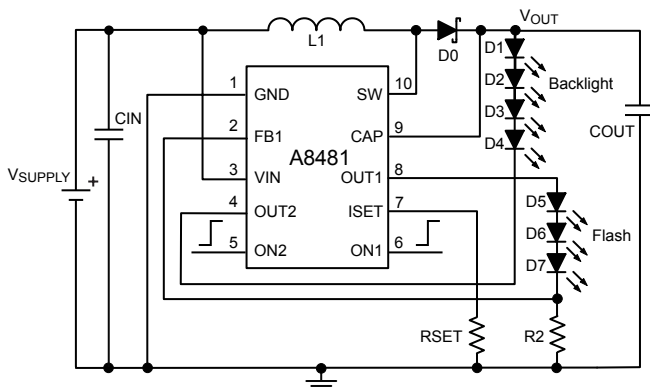 VOUT
L1
D0
D1
D2
D3
D4
Backlight
COUT
CIN
VSUPPLY
+
A8481
1
GND
2
FB1
3
VIN
4
OUT2
5
ON2
10
SW
9
CAP
8
OUT1
7
ISET
6
ON1
D5
D6
D7
Flash
RSET
R2